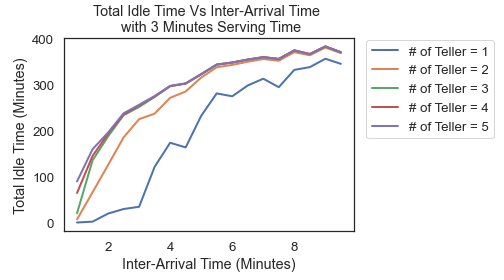 Total Idle Time Vs Inter-Arrival Time
with 3 Minutes Serving Time
400
300
200
100
0
Total Idle Time (Minutes)
2
4
6
8
Inter-Arrival Time (Minutes)
# of Teller = 1
# of Teller = 2
# of Teller = 3
# of Teller = 4
# of Teller = 5